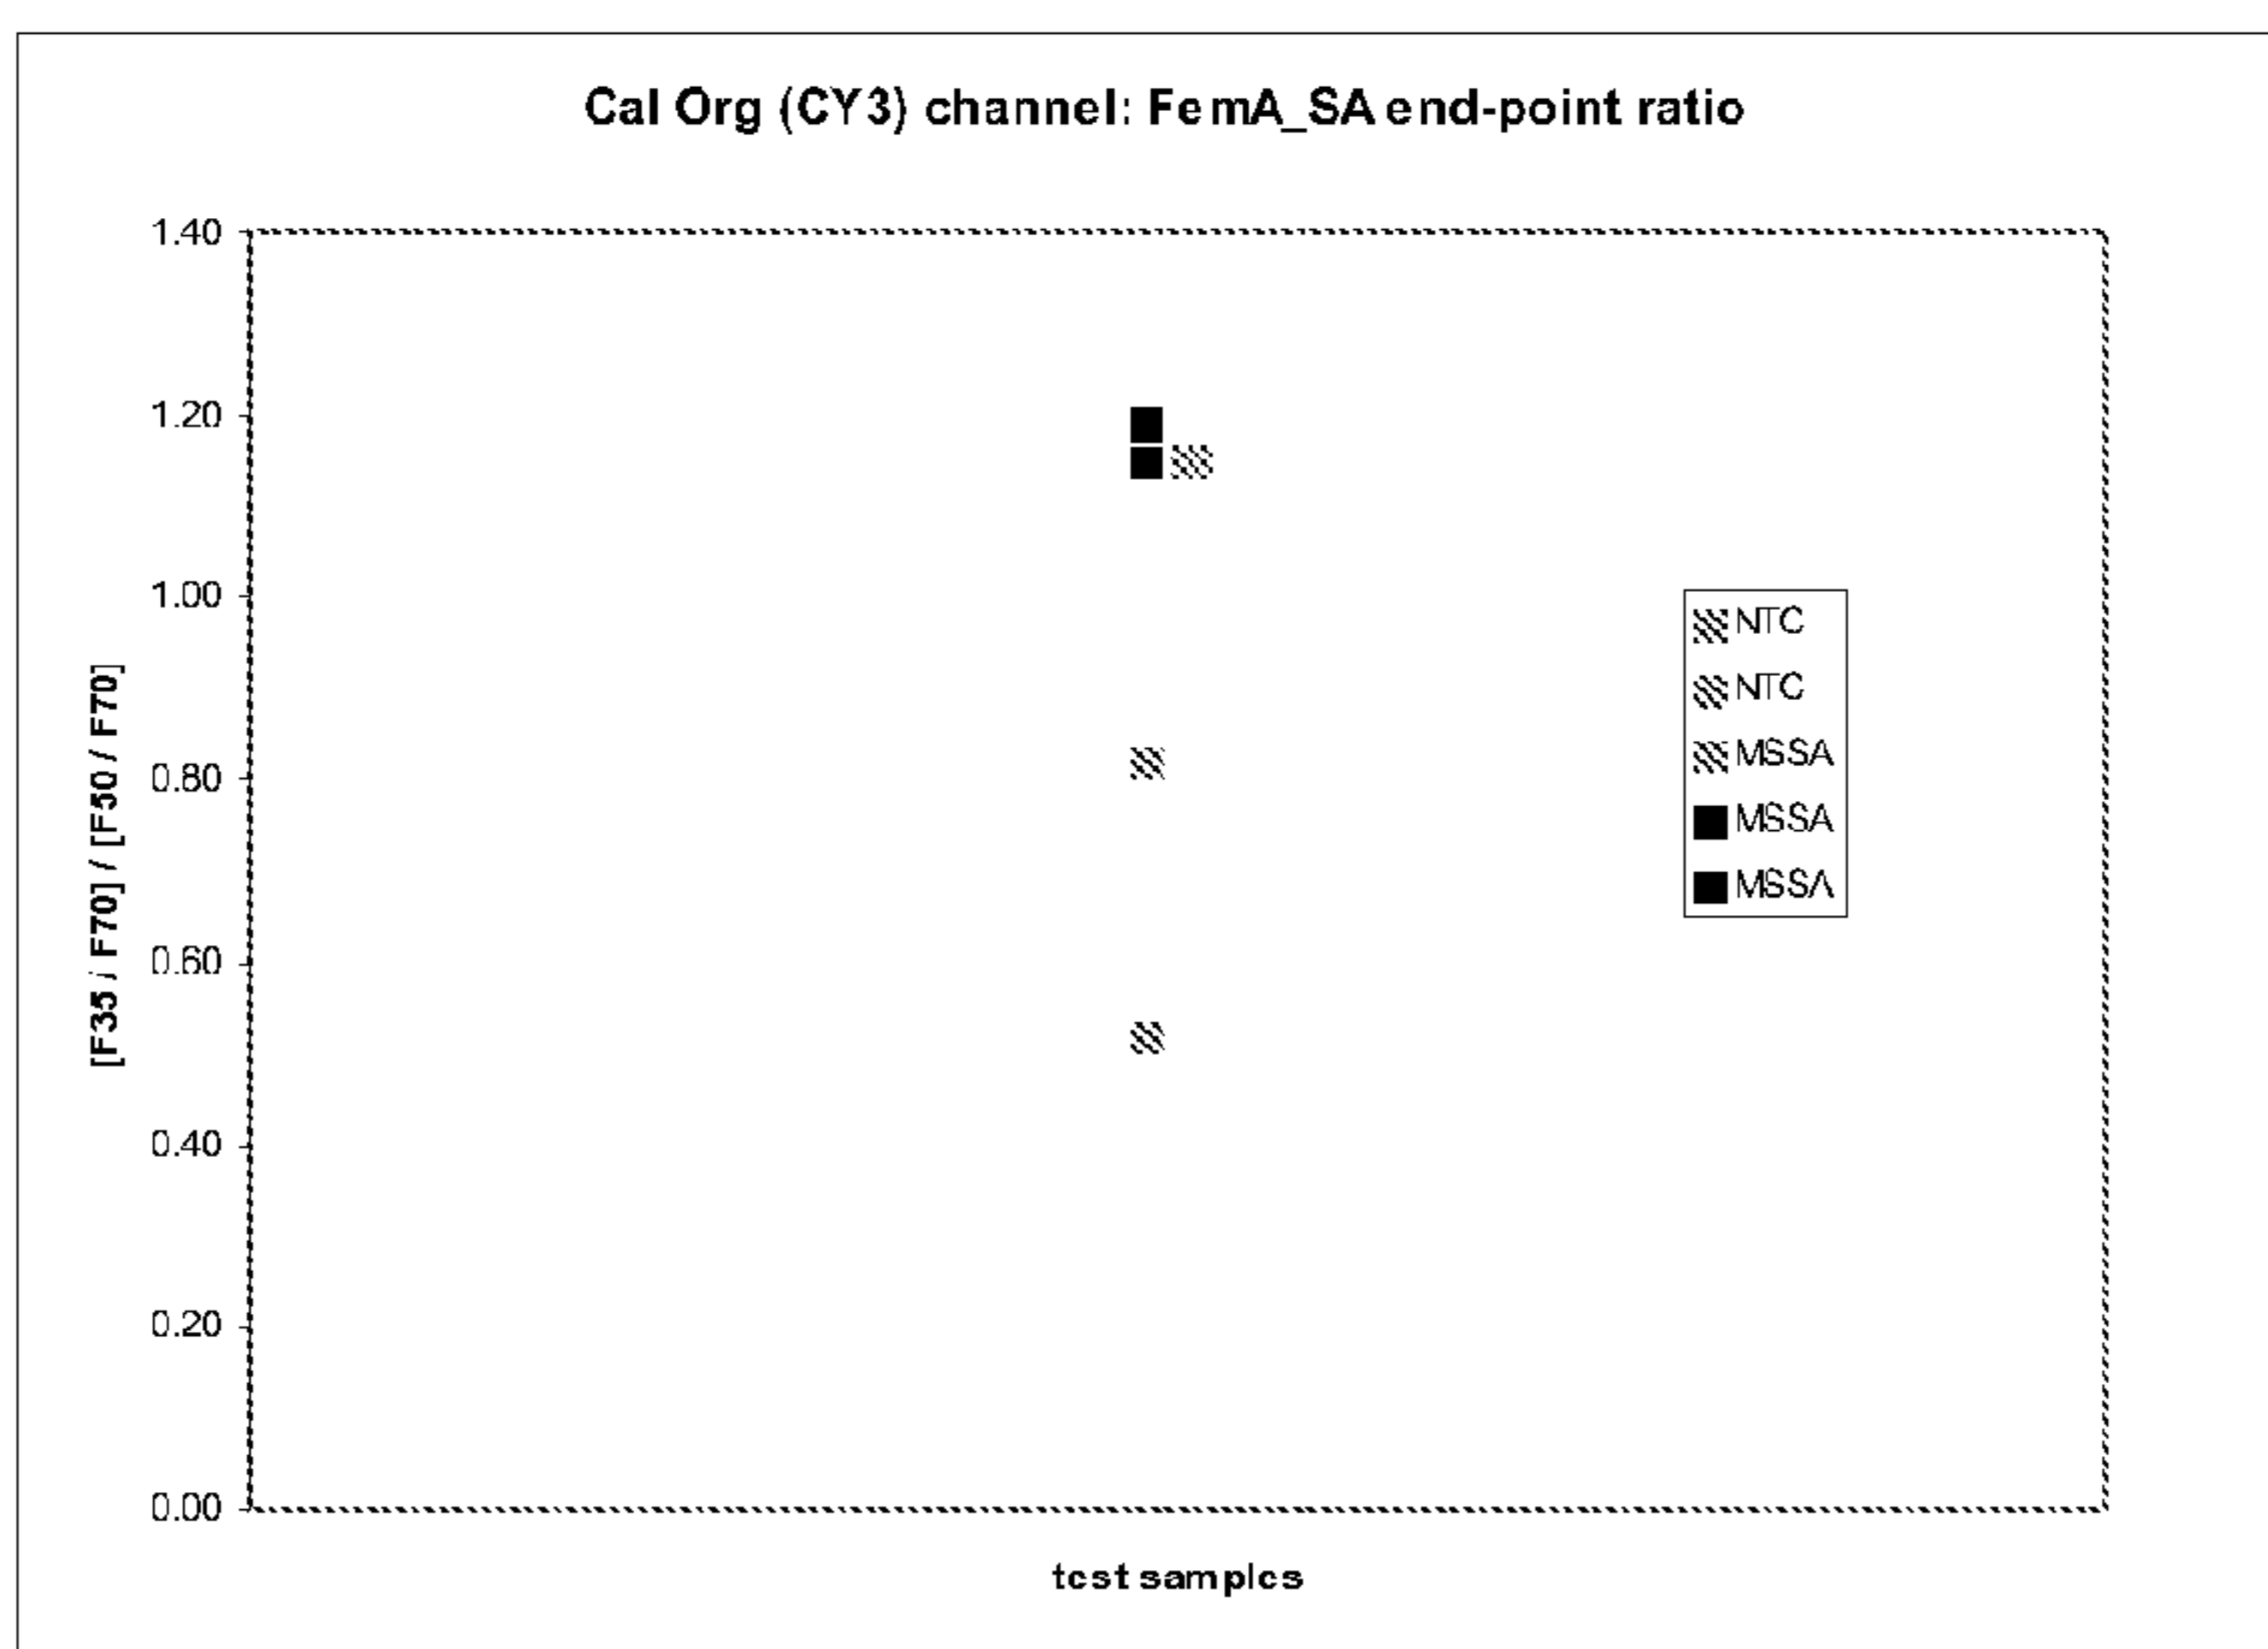 Cal Org (CY3) channel: FemA_SA end-point ratio
1.40
1.20
1.00
0.80
0.60
0.40
0.20
0.00
[F35 / F70] / [F50 / F70]
NTC
NTC
MSSA
MSSA
MSSA
test samples